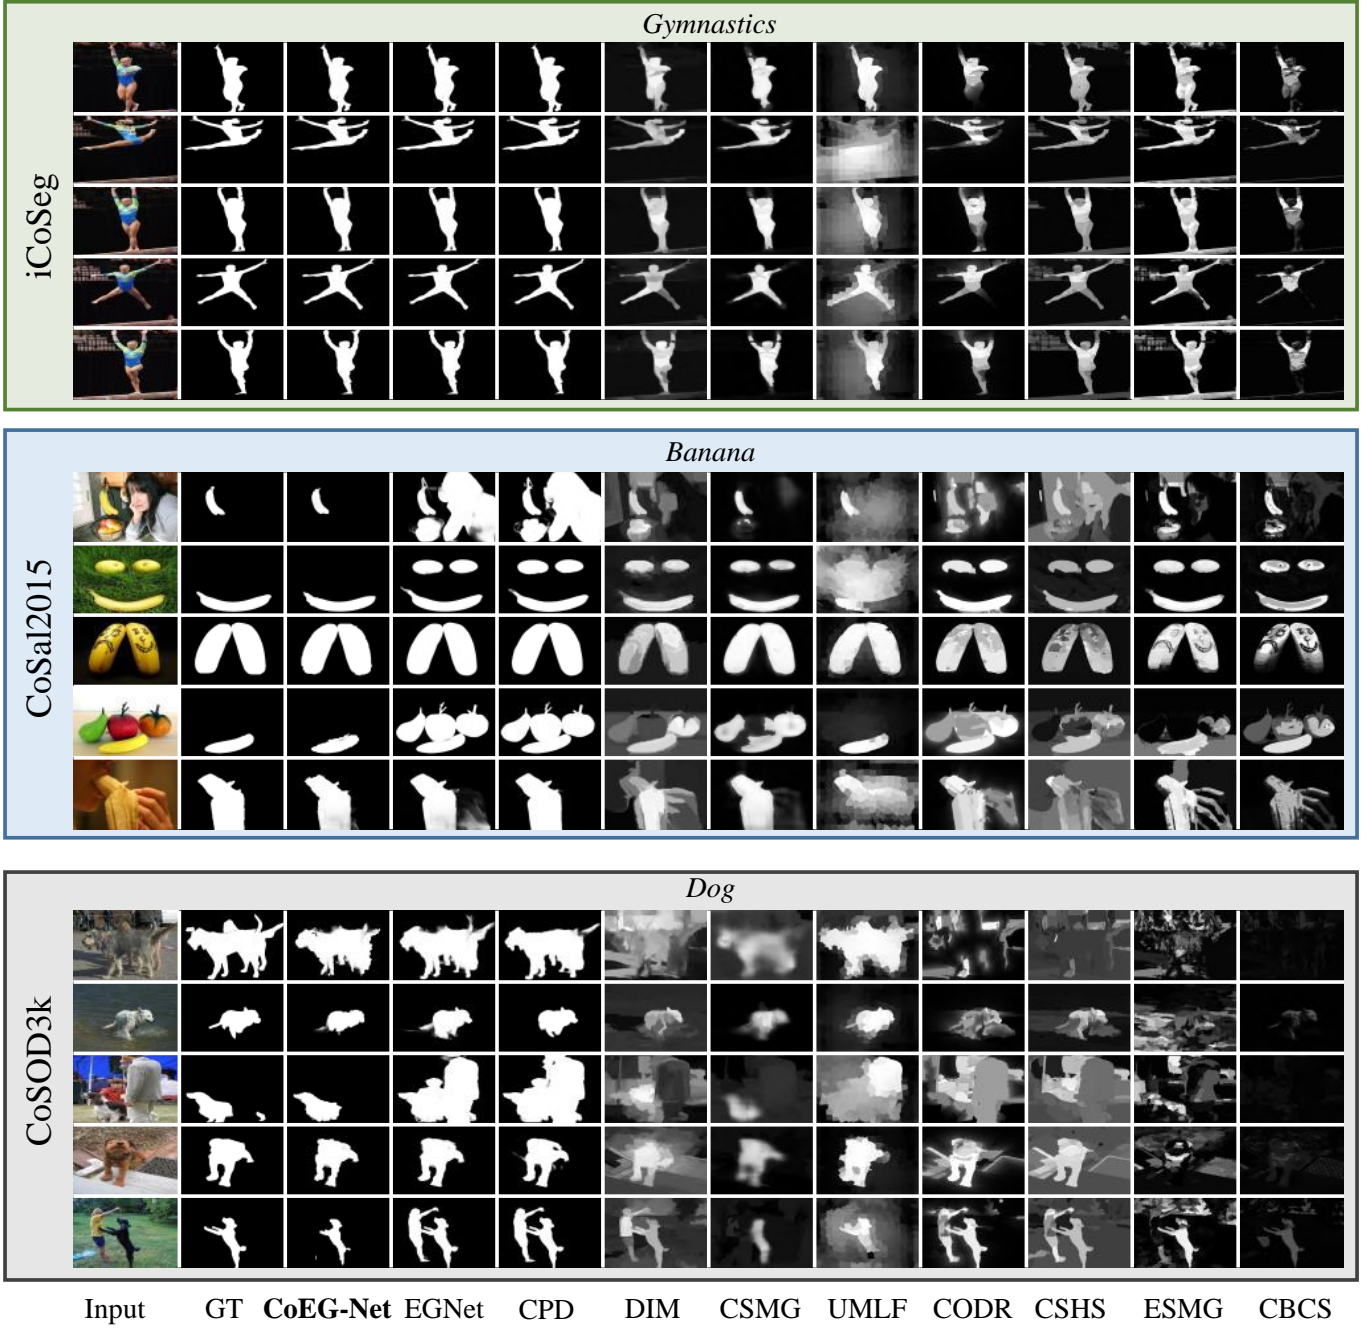 Gymnastics
iCoSeg
Banana
CoSal2015
Dog
CoSOD3k
Input GT CoEG-Net EGNet CPD DIM CSMG UMLF CODR CSHS ESMG CBCS